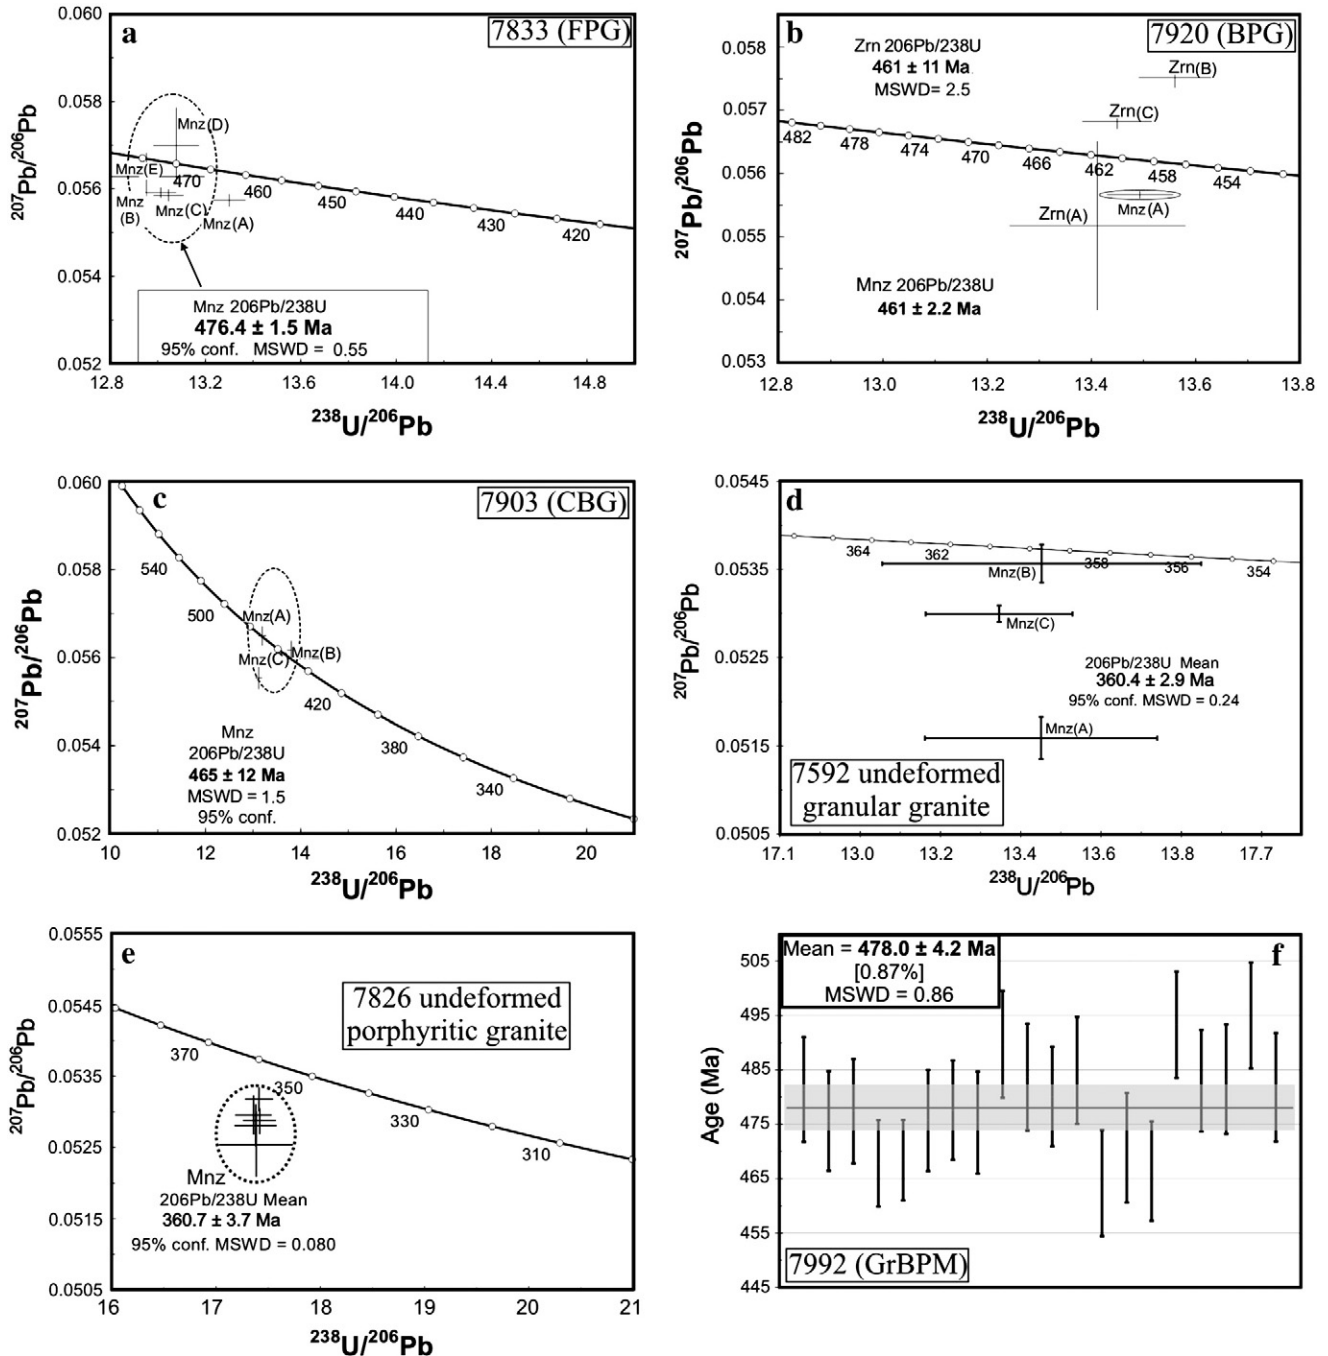 a
7833 (FPG)
0.060
0.058
0.056
0.054
0.052
207Pb/206Pb
Mnz(D)
Mnz(E)
Mnz
(B)
Mnz(C)
Mnz(A)
470
460
450
440
430
420
Mnz 206Pb/238U
476.4 ± 1.5 Ma
95% conf. MSWD = 0.55
12.8 13.2 13.6 14.0 14.4 14.8
238U/206Pb
b
7920 (BPG)
0.058
0.057
0.056
0.055
0.054
0.053
207Pb/206Pb
Zrn 206Pb/238U
461 ± 11 Ma
MSWD= 2.5
Zrn(B)
Zrn(C)
482 478 474 470 466 462 458 454
Mnz(A)
Zrn(A)
Mnz 206Pb/238U
461 ± 2.2 Ma
12.8 13.0 13.2 13.4 13.6 13.8
238U/206Pb
c
7903 (CBG)
0.060
0.058
0.056
0.054
0.052
207Pb/206Pb
540
500
420
380
340
Mnz(A)
Mnz(C)
Mnz(B)
Mnz
206Pb/238U
465 ± 12 Ma
MSWD = 1.5
95% conf.
10 12 14 16 18 20
238U/206Pb
d
0.0545
0.0535
0.0525
0.0515
0.0505
207Pb/206Pb
364 362 358 356 354
Mnz(B)
Mnz(C)
206Pb/238U Mean
360.4 ± 2.9 Ma
95% conf. MSWD = 0.24
Mnz(A)
7592 undeformed
granular granite
17.1 13.0 13.2 13.4 13.6 13.8 17.7
238U/206Pb
e
7826 undeformed
porphyritic granite
0.0555
0.0545
0.0535
0.0525
0.0515
0.0505
207Pb/206Pb
370
350
330
310
Mnz
206Pb/238U Mean
360.7 ± 3.7 Ma
95% conf. MSWD = 0.080
16 17 18 19 20 21
238U/206Pb
f
Mean = 478.0 ± 4.2 Ma
[0.87%]
MSWD = 0.86
505
495
485
475
465
455
445
Age (Ma)
7992 (GrBPM)